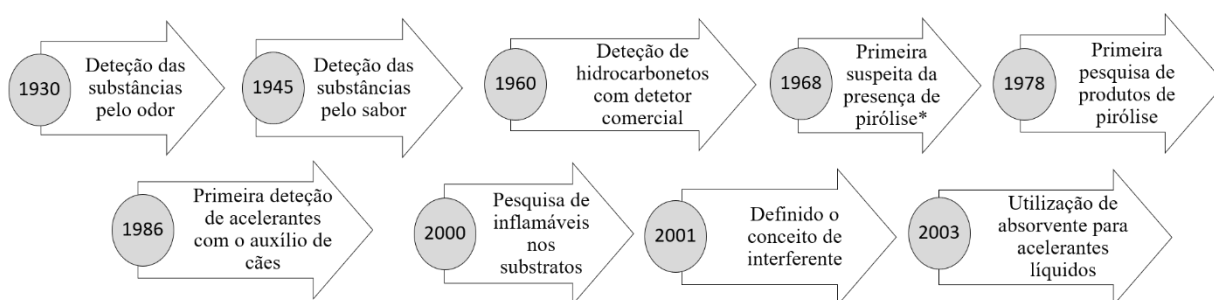 1930
Deteção das
substâncias
pelo odor
1945
Deteção das
substâncias
pelo sabor
1960
Deteção de
hidrocarbonetos
com detetor
comercial
1968
Primeira
suspeita da
presença de
pirólise*
1978
Primeira
pesquisa de
produtos de
pirólise
1986
Primeira deteção
de acelerantes
com o auxílio de
cães
2000
Pesquisa de
inflamáveis nos
substratos
2001
Definido o
conceito de
interferente
2003
Utilização de
absorvente para
acelerantes
líquidos